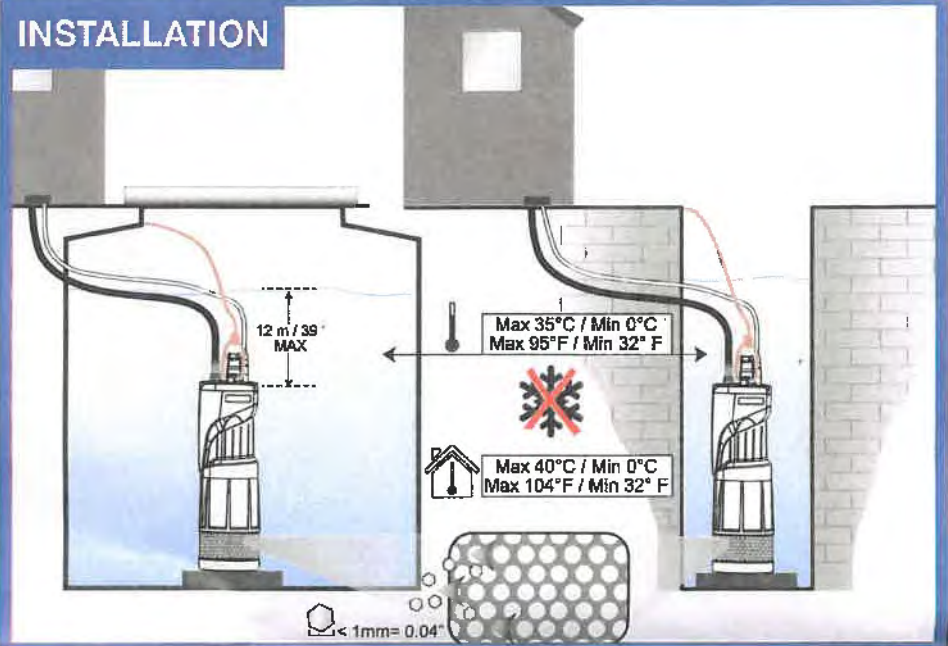 INSTALLATION
12 m / 39 '
MAX
Max 35°C / Min 0°C
Max 95°F / Min 32° F
Max 40°C / Min 0°C
Max 104°F / Min 32° F
< 1mm= 0.04"